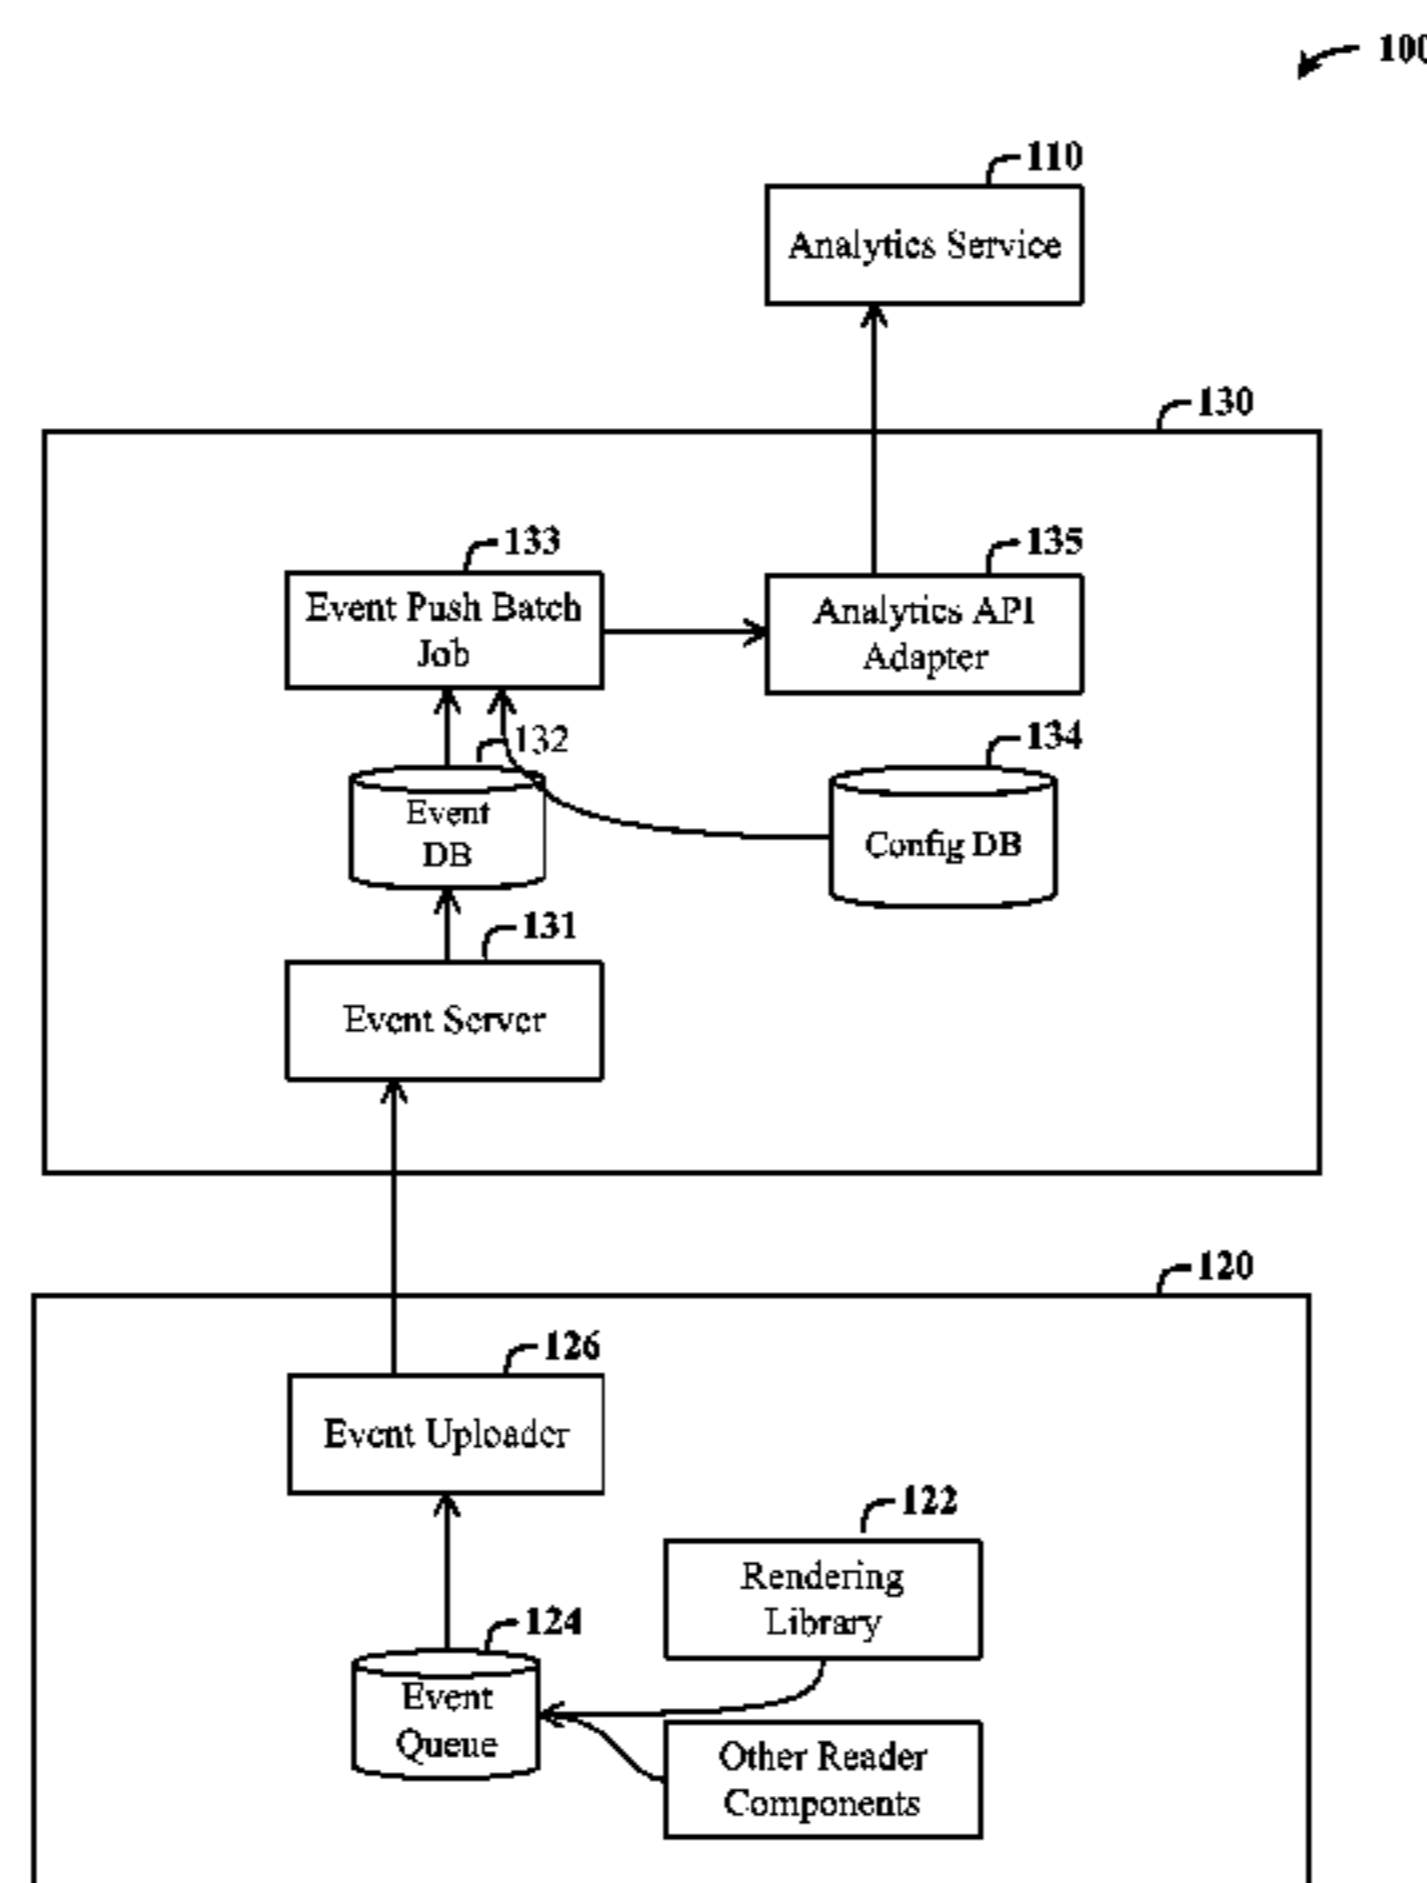 100
110
Analytics Service
130
133
135
Event Push Batch
Job
Analytics API
Adapter
132
134
Event
DB
Config DB
131
Event Server
120
126
Event Uploader
122
Rendering
Library
124
Event
Queue
Other Reader
Components